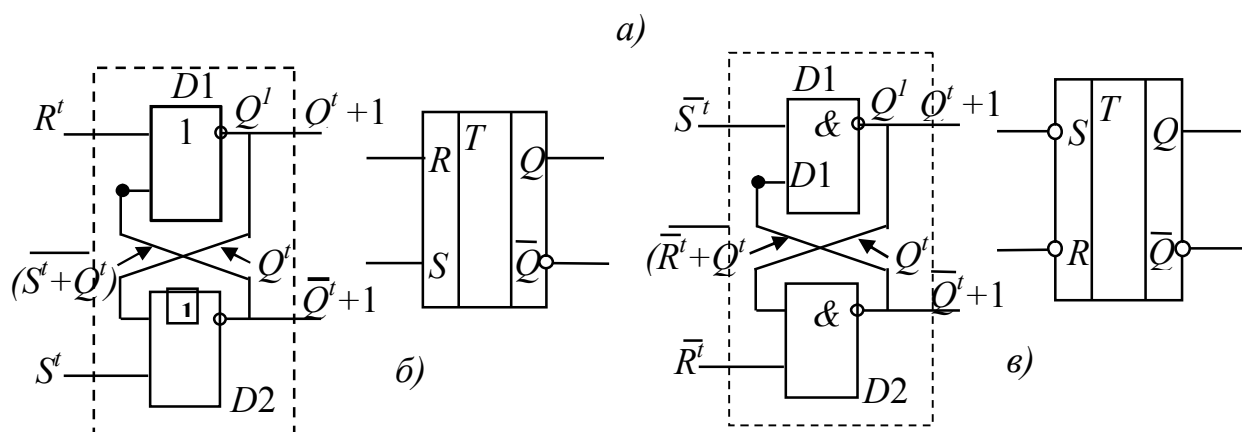 а)
D1
R^t
1
Q^1
Q^t+1
T
R
Q
S
Q̅
(S^t+Q^t)̅
Q^t
1
Q̅^t+1
S^t
D2
б)
D1
S̅^t
&
Q^1
Q^t+1
D1
(R̅^t+Q^t)̅
Q^t
Q̅^t+1
&
R̅^t
D2
T
S
Q
R
Q̅
в)